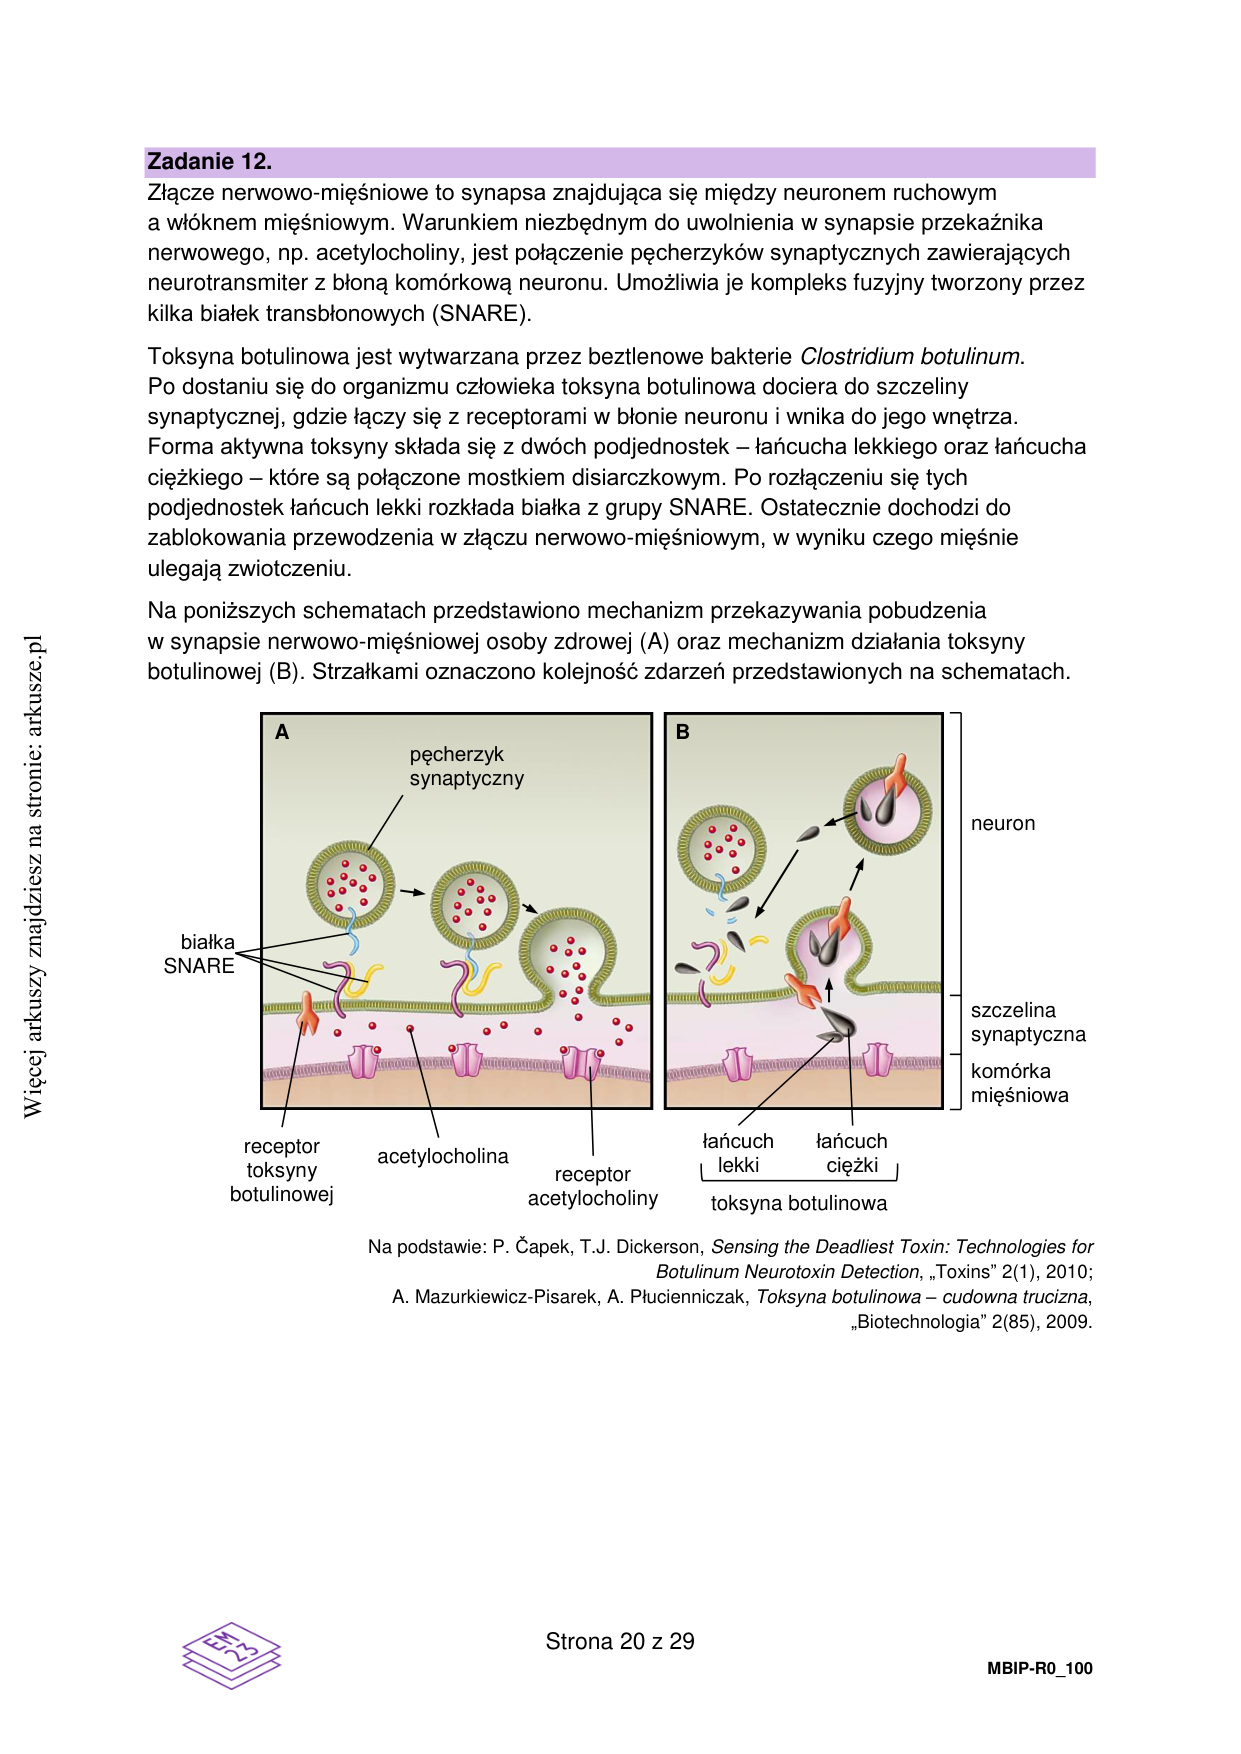 Zadanie 12.
Złącze nerwowo-mięśniowe to synapsa znajdująca się między neuronem ruchowym
a włóknem mięśniowym. Warunkiem niezbędnym do uwolnienia w synapsie przekaźnika
nerwowego, np. acetylocholiny, jest połączenie pęcherzyków synaptycznych zawierających
neurotransmiter z błoną komórkową neuronu. Umożliwia je kompleks fuzyjny tworzony przez
kilka białek transbłonowych (SNARE).
Toksyna botulinowa jest wytwarzana przez beztlenowe bakterie Clostridium botulinum.
Po dostaniu się do organizmu człowieka toksyna botulinowa dociera do szczeliny
synaptycznej, gdzie łączy się z receptorami w błonie neuronu i wnika do jego wnętrza.
Forma aktywna toksyny składa się z dwóch podjednostek – łańcucha lekkiego oraz łańcucha
ciężkiego – które są połączone mostkiem disiarczkowym. Po rozłączeniu się tych
podjednostek łańcuch lekki rozkłada białka z grupy SNARE. Ostatecznie dochodzi do
zablokowania przewodzenia w złączu nerwowo-mięśniowym, w wyniku czego mięśnie
ulegają zwiotczeniu.
Na poniższych schematach przedstawiono mechanizm przekazywania pobudzenia
w synapsie nerwowo-mięśniowej osoby zdrowej (A) oraz mechanizm działania toksyny
botulinowej (B). Strzałkami oznaczono kolejność zdarzeń przedstawionych na schematach.
A
B
pęcherzyk
synaptyczny
neuron
białka
SNARE
szczelina
synaptyczna
komórka
mięśniowa
receptor
toksyny
botulinowej
acetylocholina
receptor
acetylocholiny
łańcuch
lekki
łańcuch
ciężki
toksyna botulinowa
Na podstawie: P. Čapek, T.J. Dickerson, Sensing the Deadliest Toxin: Technologies for
Botulinum Neurotoxin Detection, „Toxins” 2(1), 2010;
A. Mazurkiewicz-Pisarek, A. Płucienniczak, Toksyna botulinowa – cudowna trucizna,
„Biotechnologia” 2(85), 2009.
Więcej arkuszy znajdziesz na stronie: arkusze.pl
EM
23
Strona 20 z 29
MBIP-R0_100